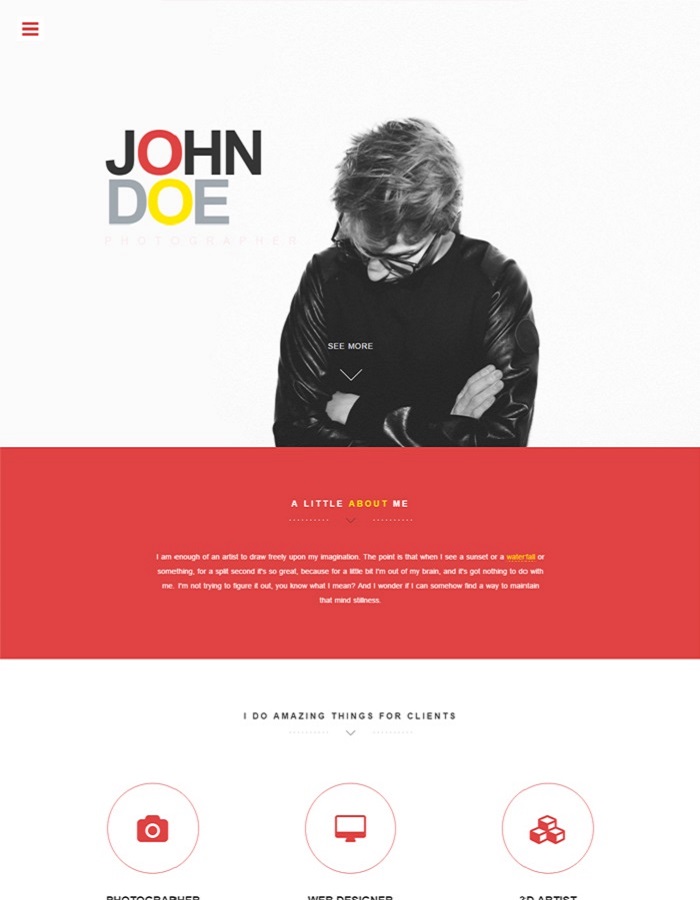 JOHN
DOE
PHOTOGRAPHER
SEE MORE
A LITTLE ABOUT ME
I am enough of an artist to draw freely upon my imagination. The point is that when I see a sunset or a waterfall or
something, for a split second it's so great, because for a little bit I'm out of my brain, and it's got nothing to do with
me. I'm not trying to figure it out, you know what I mean? And I wonder if I can somehow find a way to maintain
that mind stillness.
I DO AMAZING THINGS FOR CLIENTS
PHOTOGRAPHER WEB DESIGNER 3D ARTIST